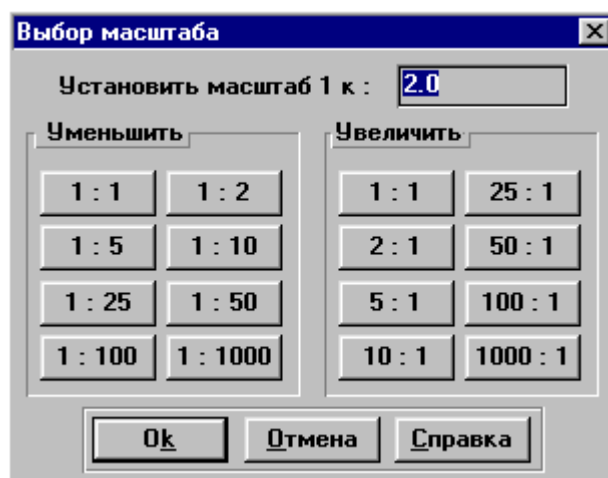 Выбор масштаба
Установить масштаб 1 к : 2.0
Уменьшить
1 : 1 1 : 2
1 : 5 1 : 10
1 : 25 1 : 50
1 : 100 1 : 1000
Увеличить
1 : 1 25 : 1
2 : 1 50 : 1
5 : 1 100 : 1
10 : 1 1000 : 1
Ok Отмена Справка